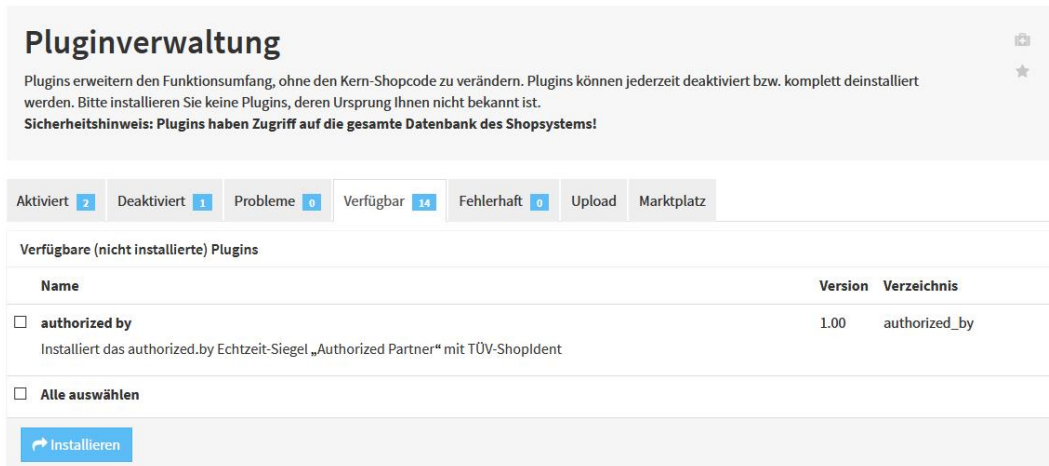 Pluginverwaltung
Plugins erweitern den Funktionsumfang, ohne den Kern-Shopcode zu verändern. Plugins können jederzeit deaktiviert bzw. komplett deinstalliert
werden. Bitte installieren Sie keine Plugins, deren Ursprung Ihnen nicht bekannt ist.
Sicherheitshinweis: Plugins haben Zugriff auf die gesamte Datenbank des Shopsystems!
Aktiviert 2 Deaktiviert 1 Probleme 0 Verfügbar 14 Fehlerhaft 0 Upload Marktplatz
Verfügbare (nicht installierte) Plugins
Name Version Verzeichnis
authorized by 1.00 authorized_by
Installiert das authorized.by Echtzeit-Siegel „Authorized Partner“ mit TÜV-ShopIdent
Alle auswählen
Installieren